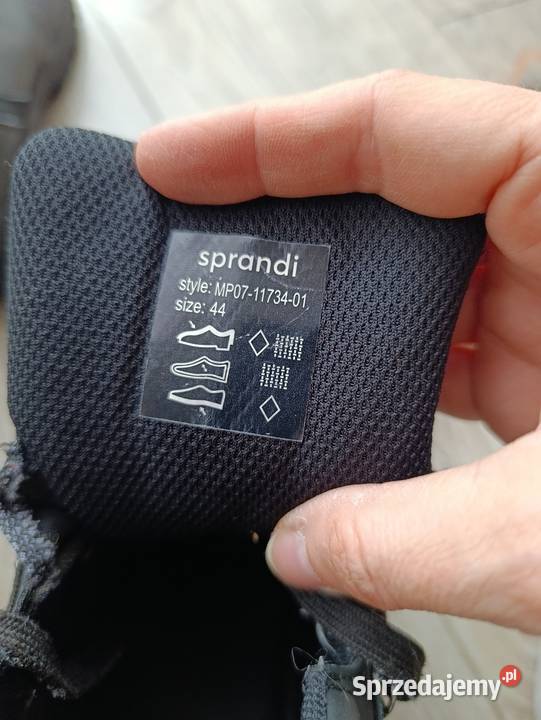 sprandi
style: MP07-11734-01,
size: 44
Sprzedajemy.pl